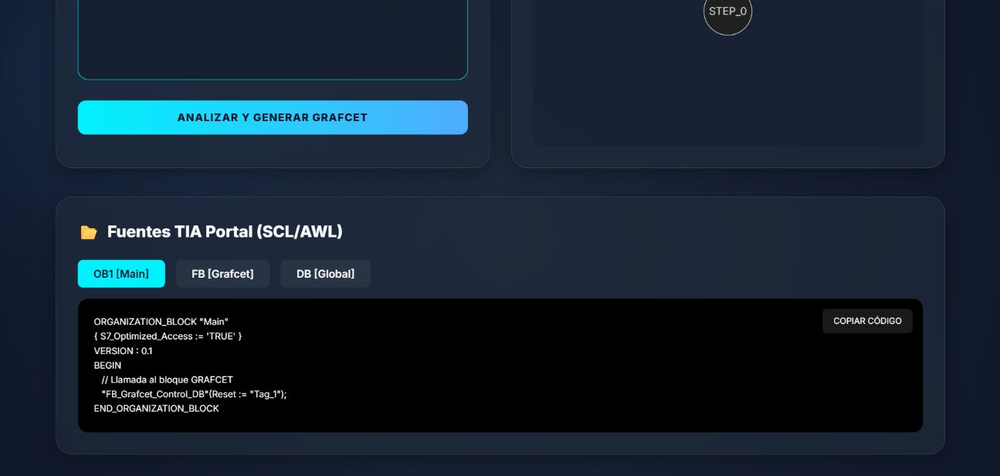 STEP_0
ANALIZAR Y GENERAR GRAFCET
Fuentes TIA Portal (SCL/AWL)
OB1 [Main]
FB [Grafcet]
DB [Global]
COPIAR CÓDIGO
ORGANIZATION_BLOCK "Main"
{ S7_Optimized_Access := 'TRUE' }
VERSION : 0.1
BEGIN
// Llamada al bloque GRAFCET
"FB_Grafcet_Control_DB"(Reset := "Tag_1");
END_ORGANIZATION_BLOCK